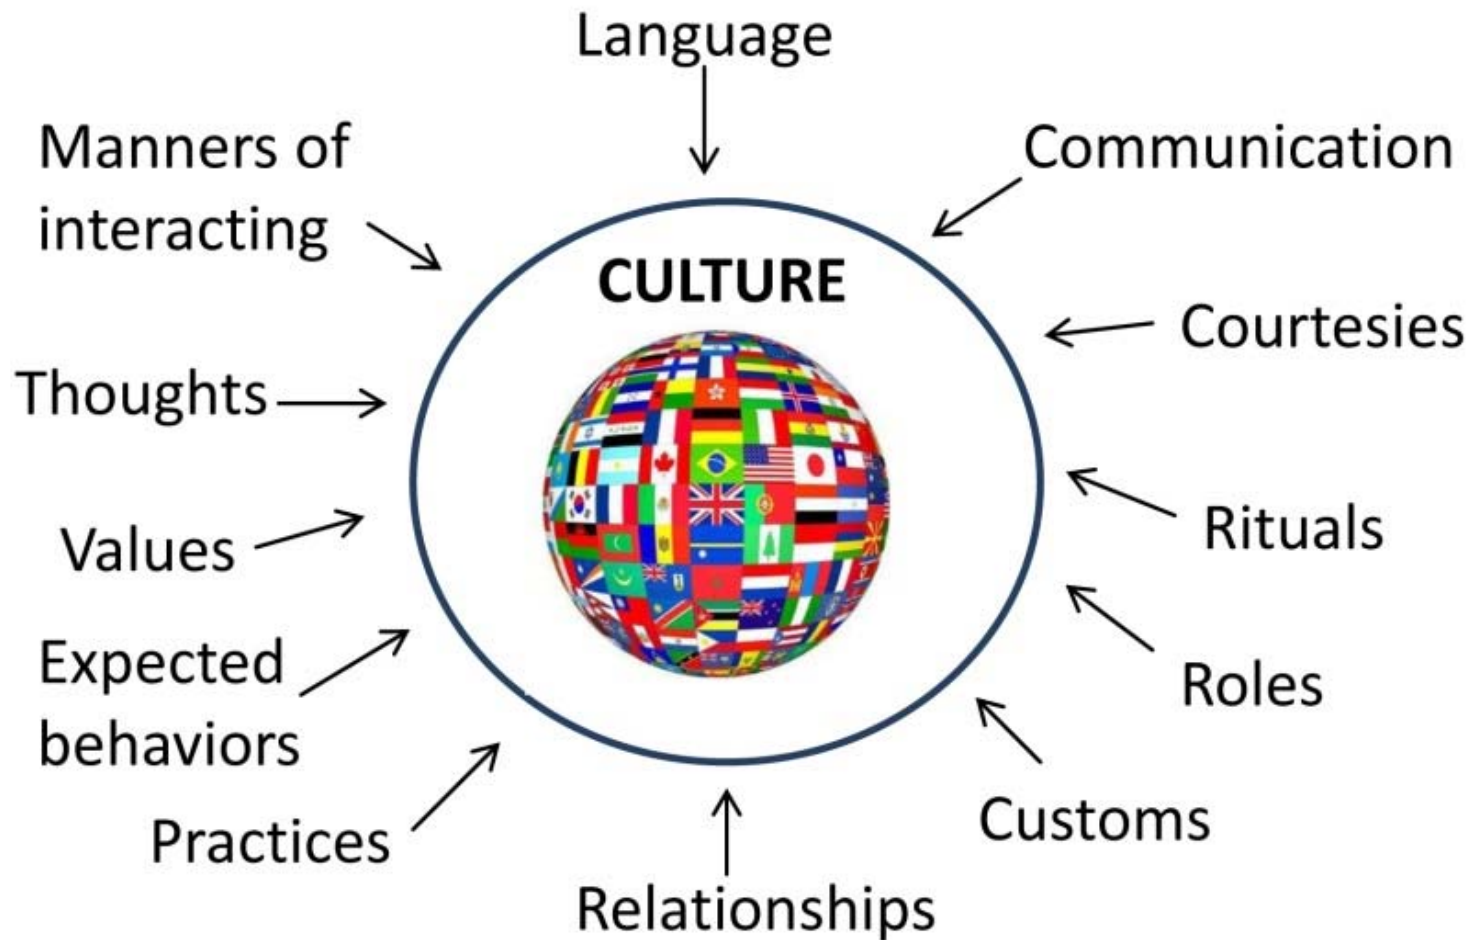 Language
Communication
Courtesies
Rituals
Roles
Customs
Relationships
Practices
Expected
behaviors
Values
Thoughts
Manners of
interacting
CULTURE